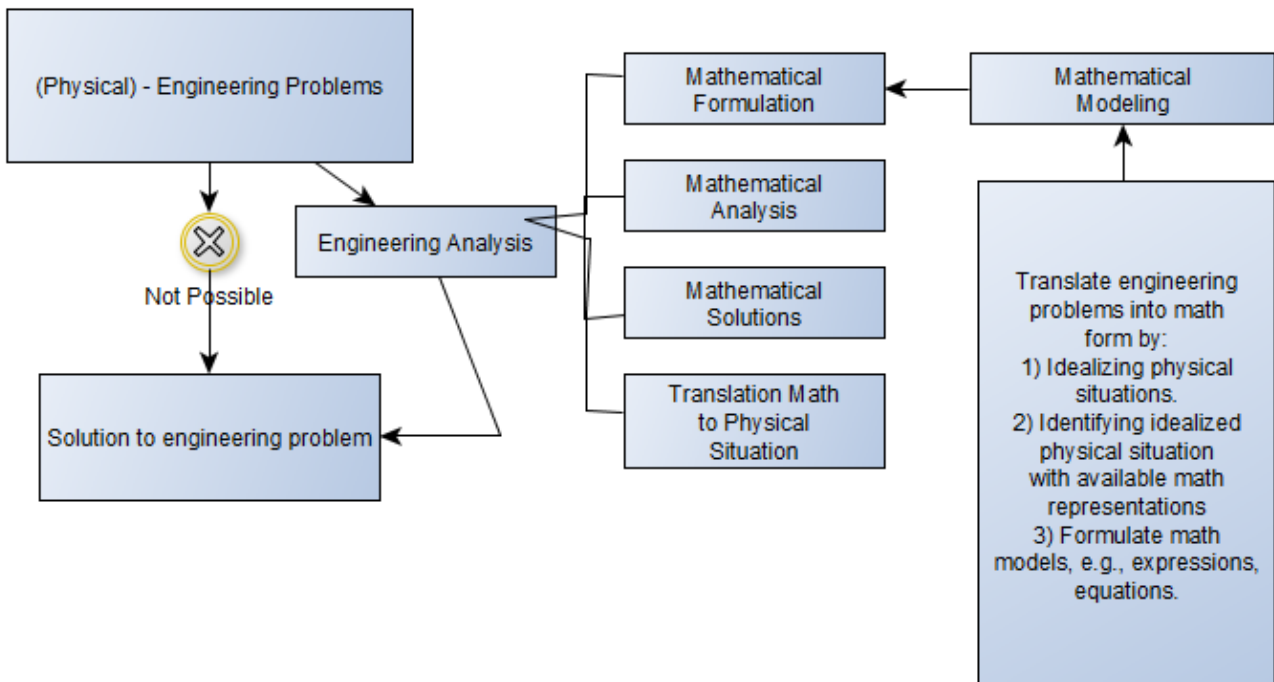 (Physical) - Engineering Problems
Not Possible
Engineering Analysis
Solution to engineering problem
Mathematical
Formulation
Mathematical
Analysis
Mathematical
Solutions
Translation Math
to Physical
Situation
Mathematical
Modeling
Translate engineering
problems into math
form by:
1) Idealizing physical
situations.
2) Identifying idealized
physical situation
with available math
representations
3) Formulate math
models, e.g., expressions,
equations.